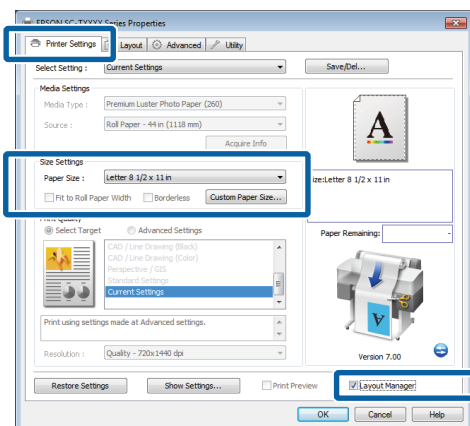 EPSON SC-TXXXX Series Properties
Printer Settings
Layout
Advanced
Utility
Select Setting :
Current Settings
Save/Del...
Media Settings
Media Type :
Premium Luster Photo Paper (260)
Source :
Roll Paper - 44 in (1118 mm)
Acquire Info
A
Size Settings
Paper Size :
Letter 8 1/2 x 11 in
ize:Letter 8 1/2 x 11 in
Fit to Roll Paper Width
Borderless
Custom Paper Size...
Print Quality
Select Target
Advanced Settings
Paper Remaining:
-
CAD / Line Drawing (Black)
CAD / Line Drawing (Color)
Perspective / GIS
Standard Settings
Current Settings
A
Print using settings made at Advanced settings.
Resolution :
Quality - 720x1440 dpi
Version 7.00
Restore Settings
Show Settings...
Print Preview
Layout Manager
OK
Cancel
Help